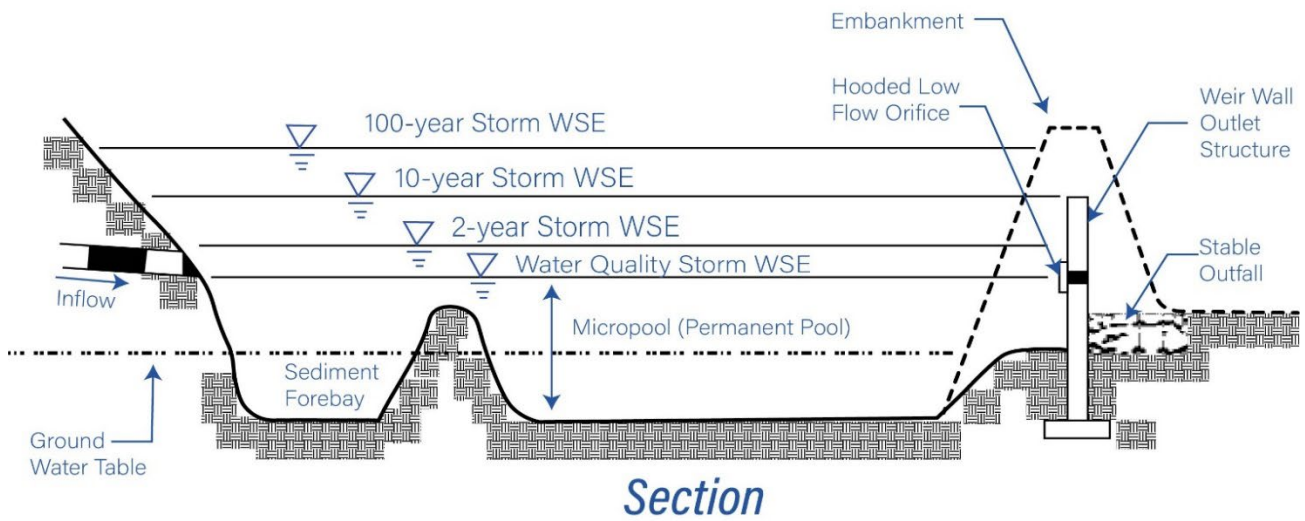 Embankment
Hooded Low
Flow Orifice
Weir Wall
Outlet
Structure
100-year Storm WSE
10-year Storm WSE
2-year Storm WSE
Water Quality Storm WSE
Stable
Outfall
Inflow
Micropool (Permanent Pool)
Sediment
Forebay
Ground
Water Table
Section